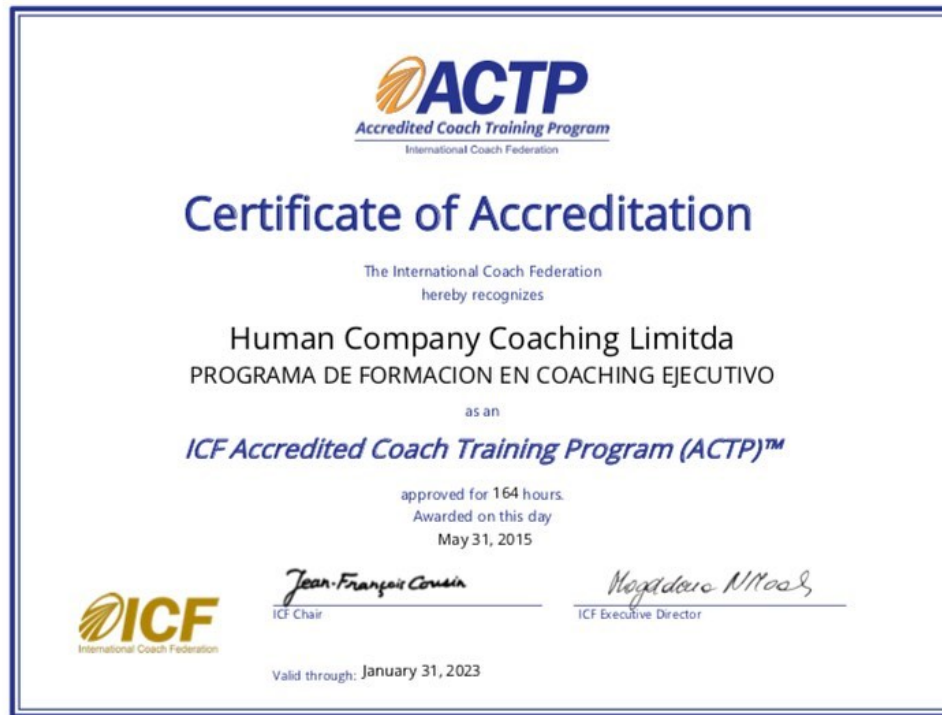 ACTP
Accredited Coach Training Program
International Coach Federation
Certificate of Accreditation
The International Coach Federation
hereby recognizes
Human Company Coaching Limitda
PROGRAMA DE FORMACION EN COACHING EJECUTIVO
as an
ICF Accredited Coach Training Program (ACTP)™
approved for 164 hours.
Awarded on this day
May 31, 2015
Jean-François Cousin
ICF Chair
ICF Executive Director
ICF
International Coach Federation
Valid through: January 31, 2023